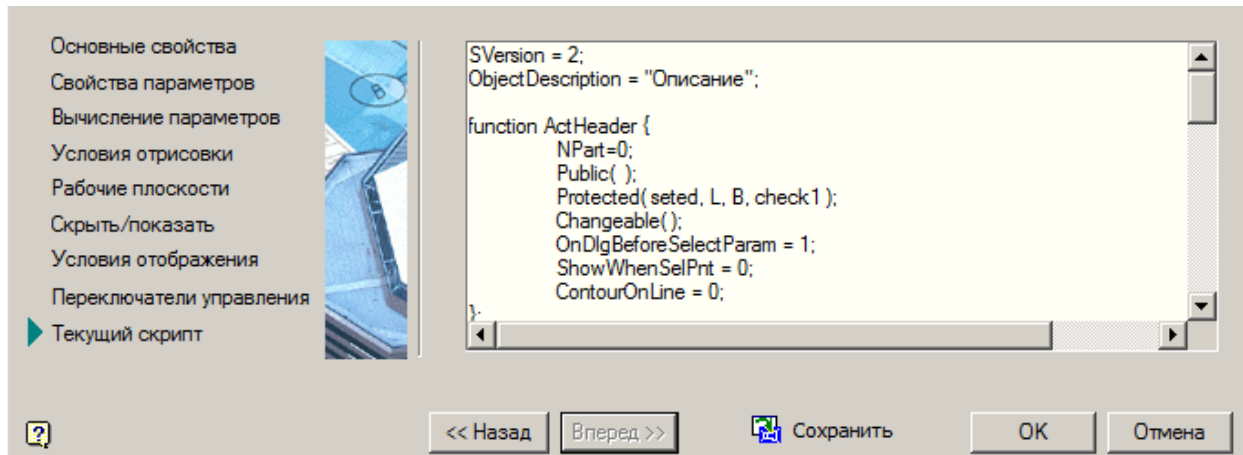 Основные свойства
Свойства параметров
Вычисление параметров
Условия отрисовки
Рабочие плоскости
Скрыть/показать
Условия отображения
Переключатели управления
Текущий скрипт
SVersion = 2;
ObjectDescription = "Описание";
function ActHeader {
NPart=0;
Public( );
Protected( seted, L, B, check1 );
Changeable( );
OnDlgBeforeSelectParam = 1;
ShowWhenSelPnt = 0;
ContourOnLine = 0;
};
<< Назад
Вперед >>
Сохранить
OK
Отмена